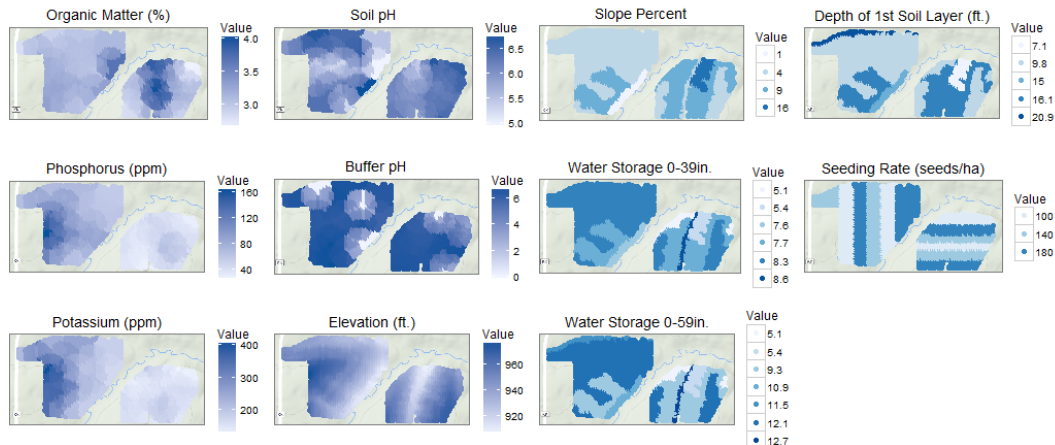 Organic Matter (%)
Value
4.0
3.5
3.0
Soil pH
Value
6.5
6.0
5.5
5.0
Slope Percent
Value
1
4
9
16
Depth of 1st Soil Layer (ft.)
Value
7.1
9.8
15
16.1
20.9
Phosphorus (ppm)
Value
160
120
80
40
Buffer pH
Value
6
4
2
0
Water Storage 0-39in.
Value
5.1
5.4
7.6
7.7
8.3
8.6
Seeding Rate (seeds/ha)
Value
100
140
180
Potassium (ppm)
Value
400
300
200
Elevation (ft.)
Value
960
940
920
Water Storage 0-59in.
Value
5.1
5.4
9.3
10.9
11.5
12.1
12.7